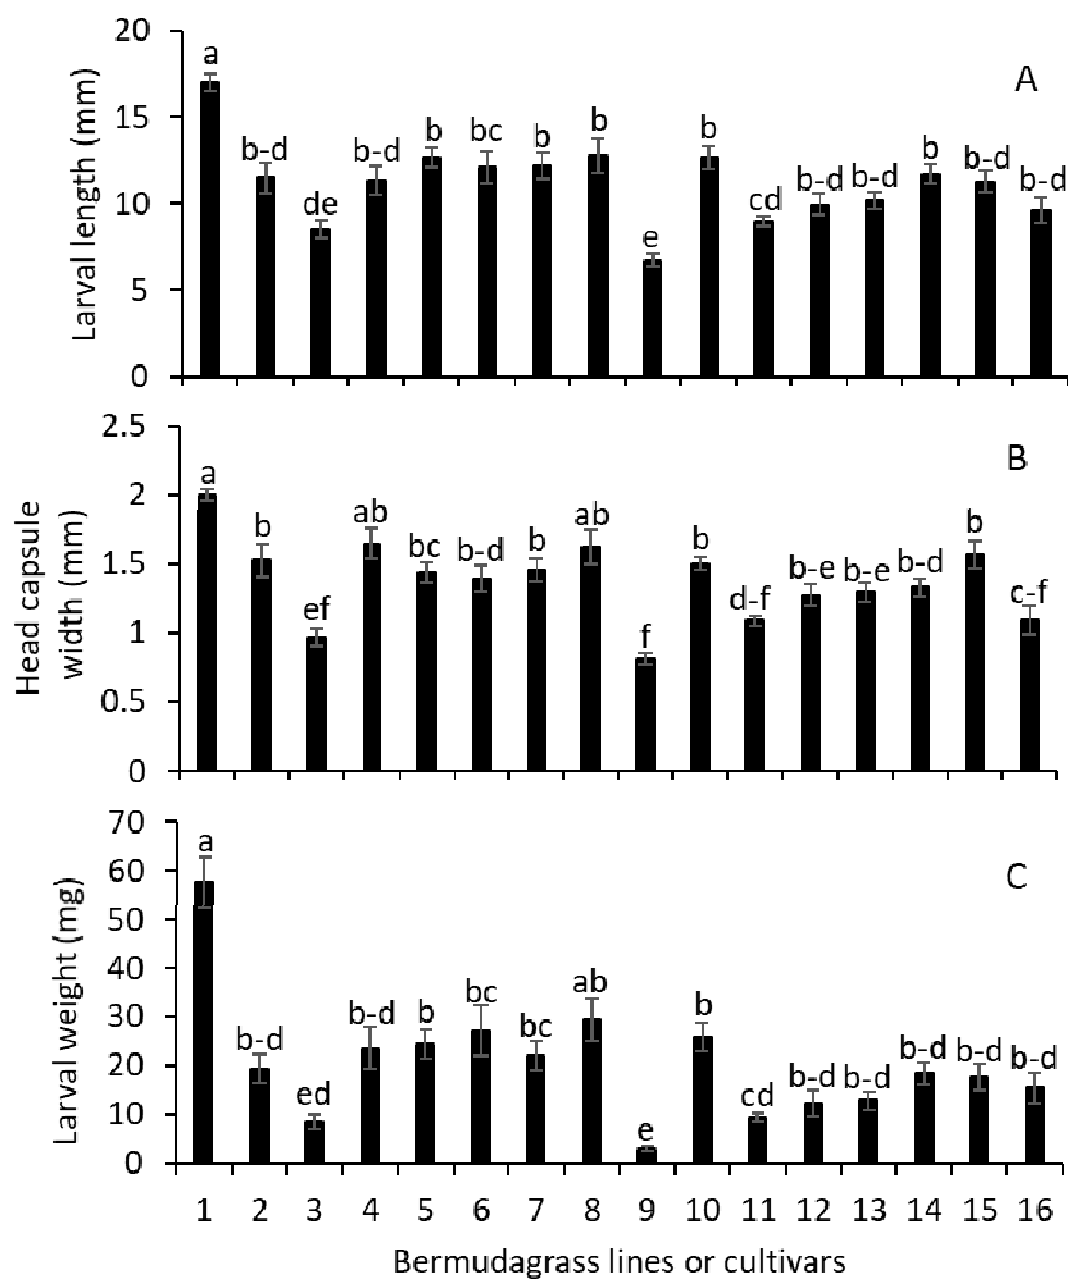 20
15
10
5
0
Larval length (mm)
A
a
b-d
de
b-d
b
bc
b
b
e
b
cd
b-d
b-d
b
b-d
b-d
2.5
2
1.5
1
0.5
0
Head capsule
width (mm)
B
a
b
ef
ab
bc
b-d
b
ab
f
b
d-f
b-e
b-e
b-d
b
c-f
70
60
50
40
30
20
10
0
Larval weight (mg)
C
a
b-d
ed
b-d
b
bc
bc
ab
e
b
cd
b-d
b-d
b-d
b-d
b-d
1 2 3 4 5 6 7 8 9 10 11 12 13 14 15 16
Bermudagrass lines or cultivars